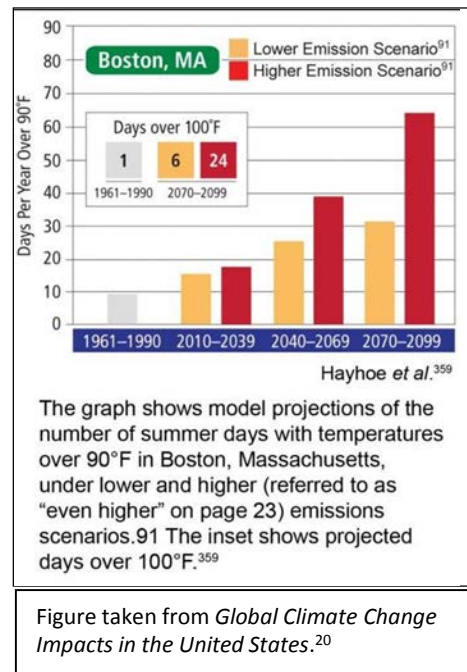 90
80
70
60
50
40
30
20
10
0
Days Per Year Over 90°F
Boston, MA
Lower Emission Scenario⁹¹
Higher Emission Scenario⁹¹
Days over 100°F
1 6 24
1961–1990 2070–2099
1961–1990 2010–2039 2040–2069 2070–2099
Hayhoe et al.³⁵⁹
The graph shows model projections of the
number of summer days with temperatures
over 90°F in Boston, Massachusetts,
under lower and higher (referred to as
“even higher” on page 23) emissions
scenarios.91 The inset shows projected
days over 100°F.³⁵⁹
Figure taken from Global Climate Change
Impacts in the United States.²⁰